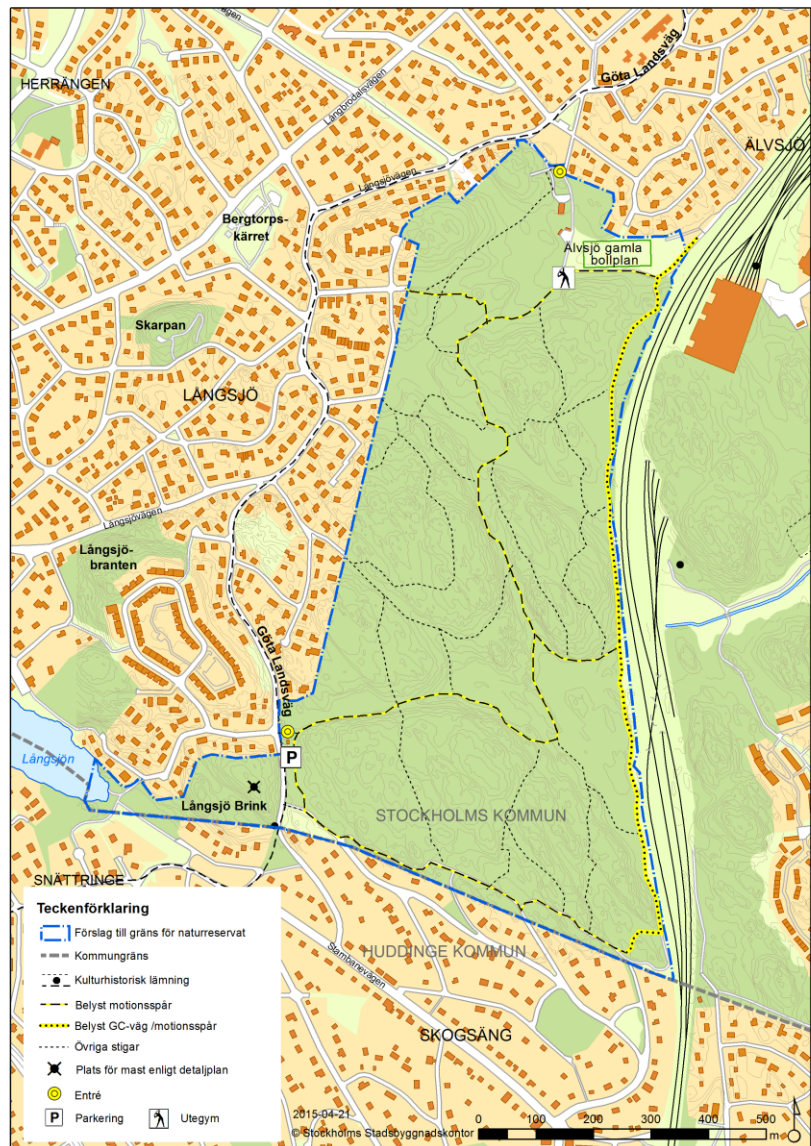 Göta Landsväg
HERRÄNGEN
Långbrodalsvägen
ÄLVSJÖ
Långsjövägen
Bergtorps-
kärret
Älvsjö gamla
bollplan
Skarpan
LÅNGSJÖ
Långsjövägen
Långsjö-
branten
Göta Landsväg
Långsjön
P
Långsjö Brink
STOCKHOLMS KOMMUN
SNÄTTRINGE
HUDDINGE KOMMUN
Stambanevägen
SKOGSÄNG
Teckenförklaring
Förslag till gräns för naturreservat
Kommungräns
Kulturhistorisk lämning
Belyst motionsspår
Belyst GC-väg /motionsspår
Övriga stigar
Plats för mast enligt detaljplan
Entré
P Parkering Utegym
2015-04-21
© Stockholms Stadsbyggnadskontor
0 100 200 300 400 500
m